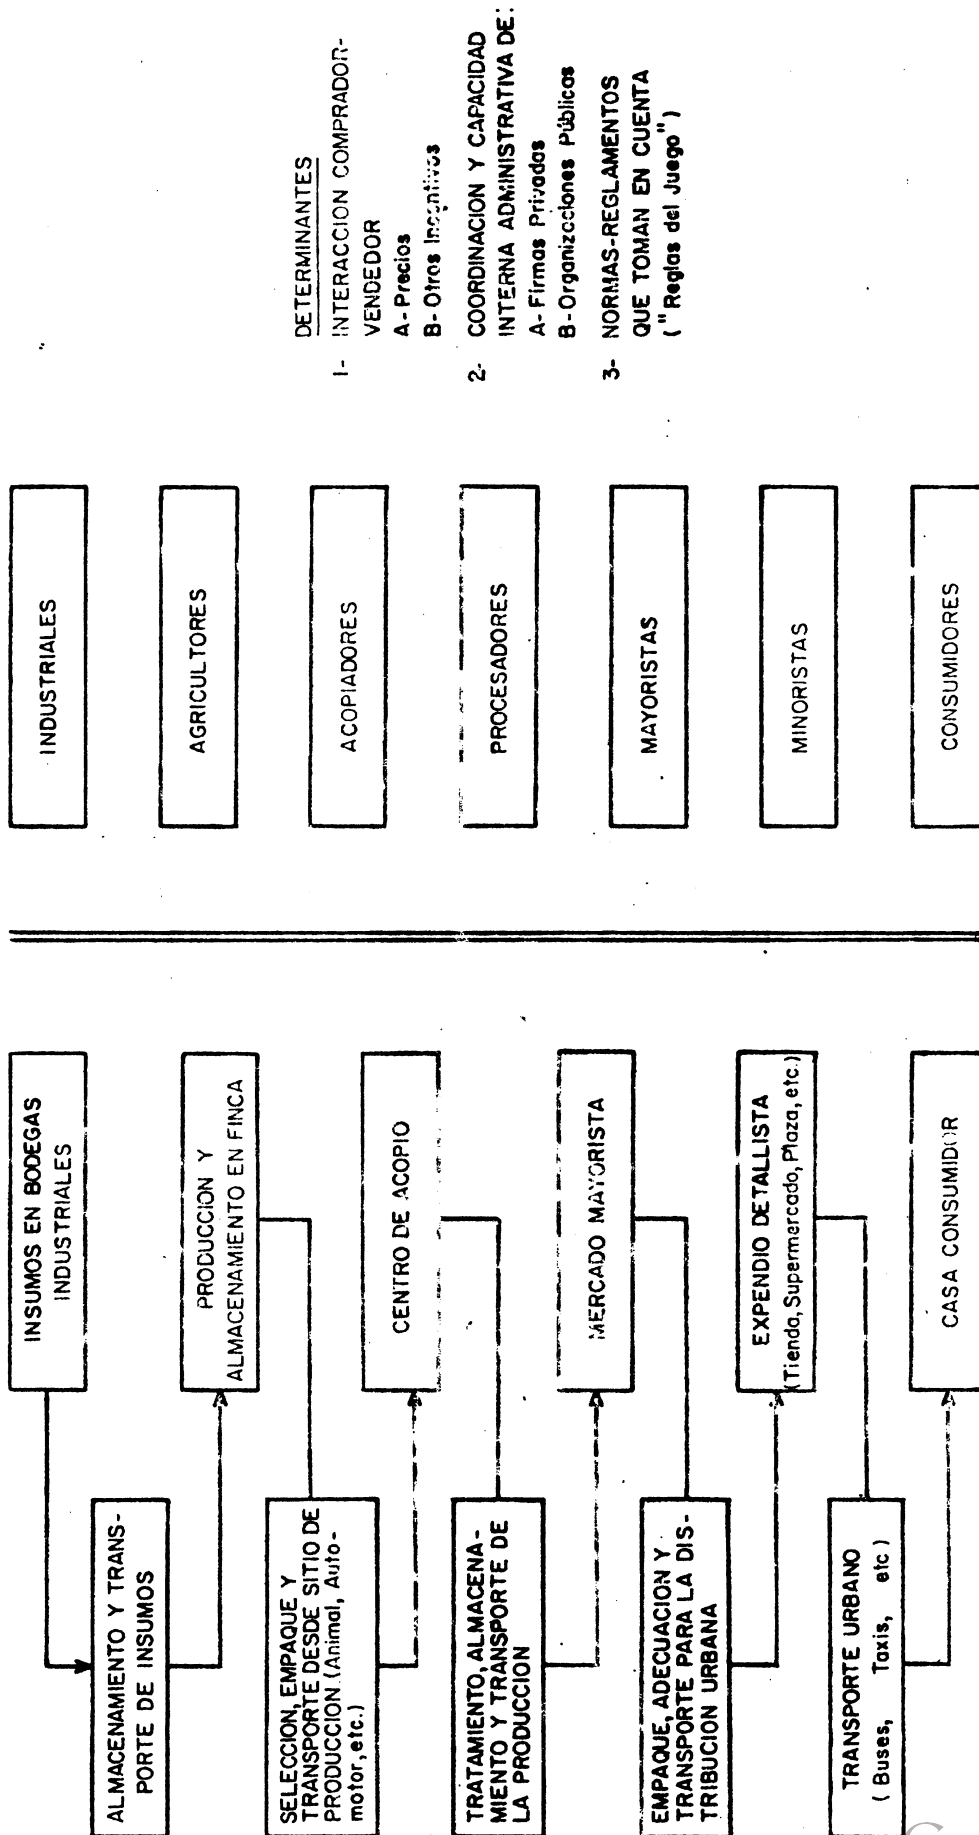 ALMACENAMIENTO Y TRANS-
PORTE DE INSUMOS
SELECCION, EMPAQUE Y
TRANSPORTE DESDE SITIO DE
PRODUCCION.(Animal, Auto-
motor, etc.)
TRATAMIENTO, ALMACENA-
MIENTO Y TRANSPORTE DE
LA PRODUCCION
EMPAQUE, ADECUACION Y
TRANSPORTE PARA LA DIS-
TRIBUCION URBANA
TRANSPORTE URBANO
(Buses, Taxis, etc)
INSUMOS EN BODEGAS
INDUSTRIALES
PRODUCCION Y
ALMACENAMIENTO EN FINCA
CENTRO DE ACOPIO
MERCADO MAYORISTA
EXPENDIO DETALLISTA
(Tienda, Supermercado, Plaza, etc.)
CASA CONSUMIDOR
INDUSTRIALES
AGRICULTORES
ACOPIADORES
PROCESADORES
MAYORISTAS
MINORISTAS
CONSUMIDORES
DETERMINANTES
1- INTERACCION COMPRADOR-
VENDEDOR
A-Precios
B-Otros Incentivos
2- COORDINACION Y CAPACIDAD
INTERNA ADMINISTRATIVA DE:
A-Firmas Privadas
B-Organizaciones Públicas
3- NORMAS-REGLAMENTOS
QUE TOMAN EN CUENTA
("Reglas del Juego")